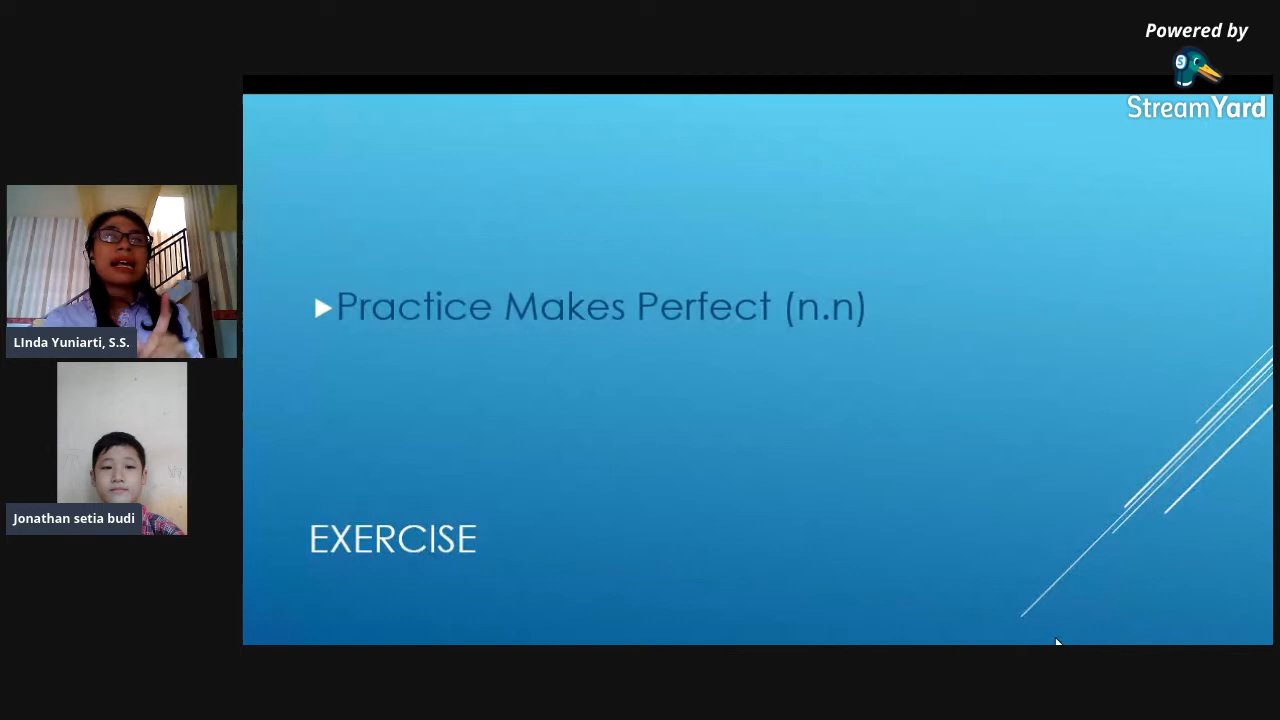 Powered by
StreamYard
Practice Makes Perfect (n.n)
LInda Yuniarti, S.S.
Jonathan setia budi
EXERCISE